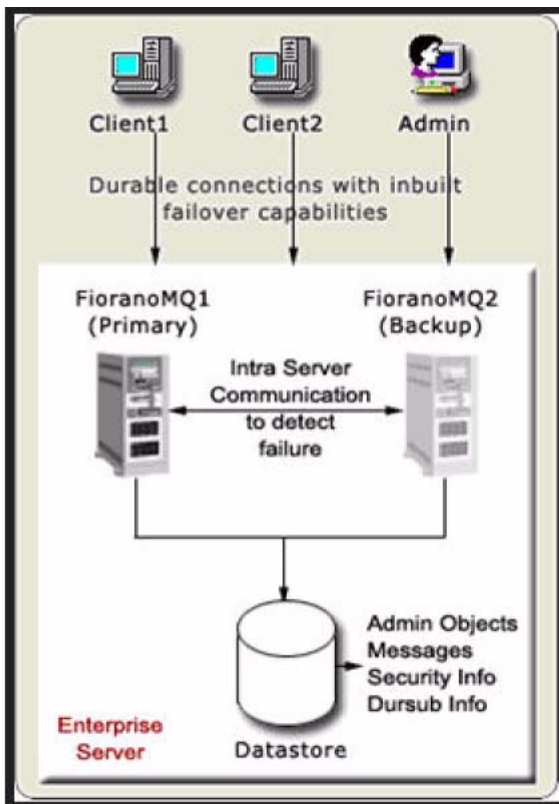 Client1
Client2
Admin
Durable connections with inbuilt
failover capabilities
FioranoMQ1
(Primary)
FioranoMQ2
(Backup)
Intra Server
Communication
to detect
failure
Admin Objects
Messages
Security Info
Dursub Info
Enterprise
Server
Datastore